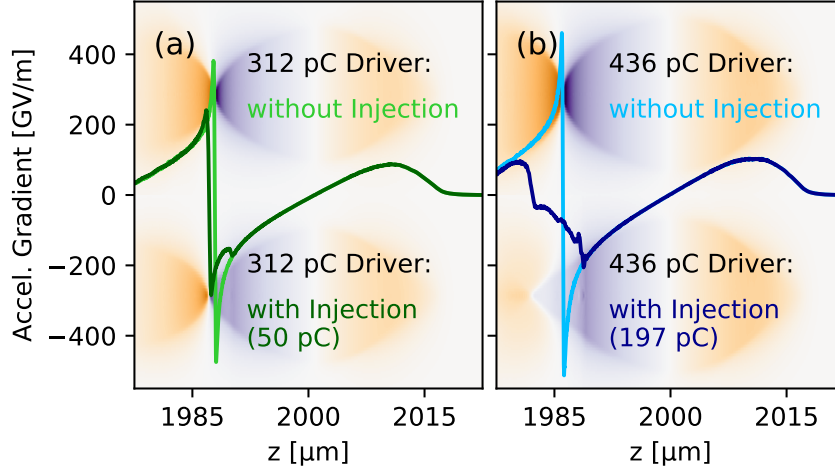 (a)
312 pC Driver:
without Injection
312 pC Driver:
with Injection
(50 pC)
(b)
436 pC Driver:
without Injection
436 pC Driver:
with Injection
(197 pC)
Accel. Gradient [GV/m]
400
200
0
−200
−400
1985
2000
2015
z [µm]
1985
2000
2015
z [µm]